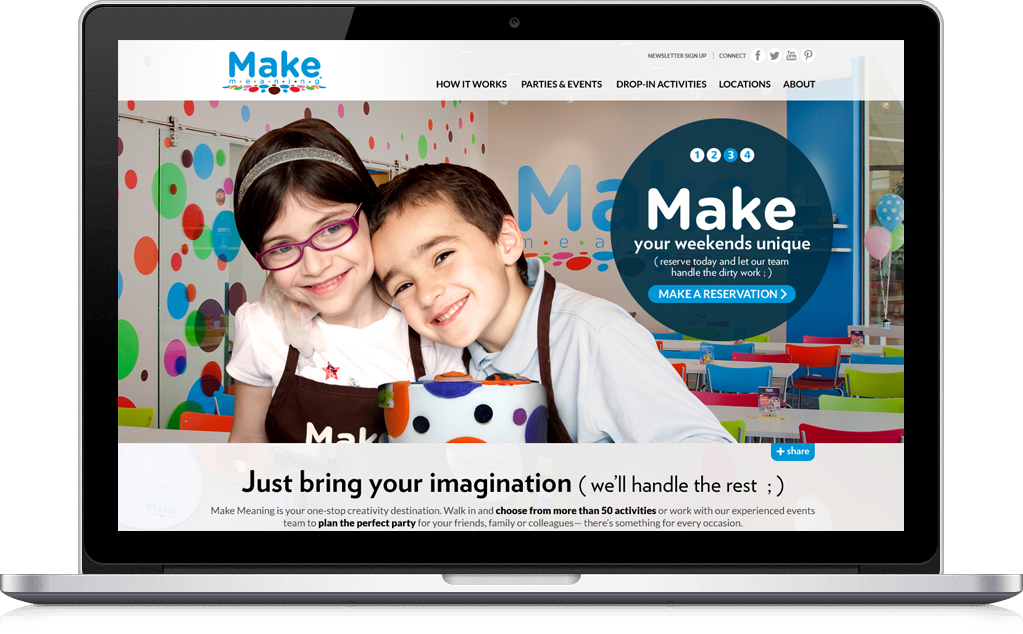 Make
meaning
NEWSLETTER SIGN UP | CONNECT
HOW IT WORKS PARTIES & EVENTS DROP-IN ACTIVITIES LOCATIONS ABOUT
1 2 3 4
Make
your weekends unique
( reserve today and let our team
handle the dirty work ; )
MAKE A RESERVATION
Mak
mea
Mak
+ share
Just bring your imagination ( we'll handle the rest ; )
Make Meaning is your one-stop creativity destination. Walk in and choose from more than 50 activities or work with our experienced events
team to plan the perfect party for your friends, family or colleagues— there's something for every occasion.